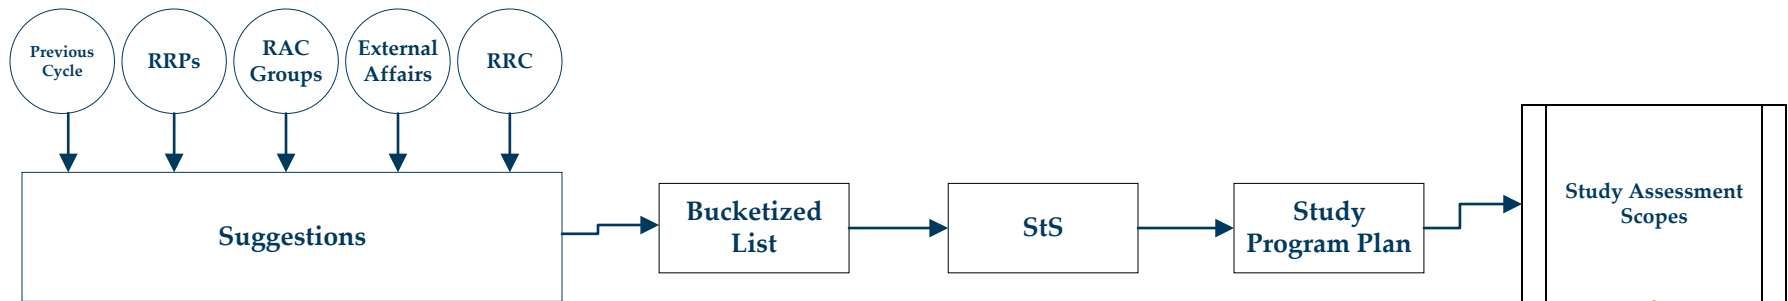 Previous
Cycle
RRPs
RAC
Groups
External
Affairs
RRC
Suggestions
Bucketized
List
StS
Study
Program Plan
Study Assessment
Scopes